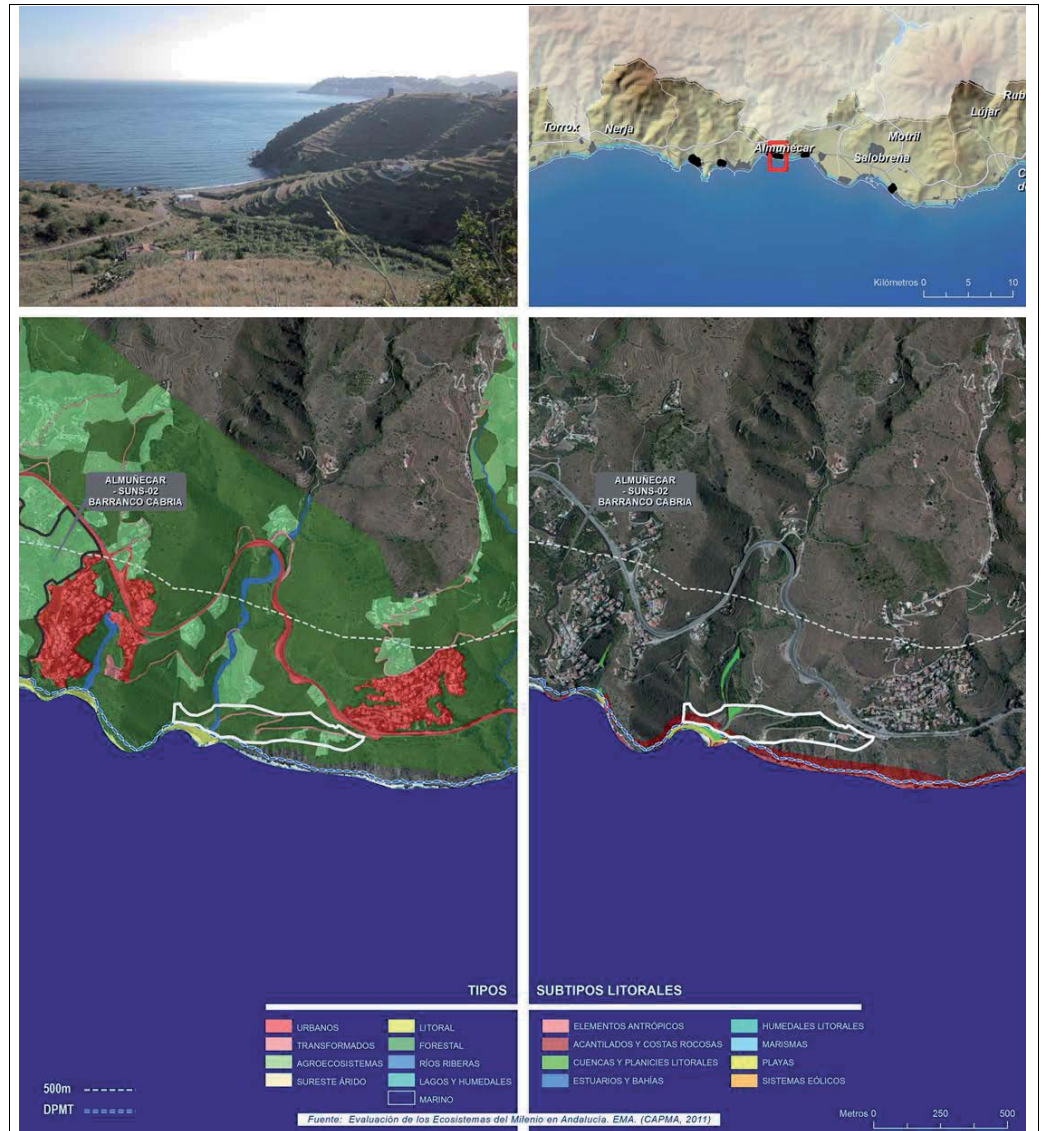 Torrox
Nerja
Almuñécar
Motril
Salobreña
Lújar
Rub
C
d
Kilómetros 0 5 10
ALMUÑECAR
- SUNS-02
BARRANCO CABRIA
ALMUÑECAR
- SUNS-02
BARRANCO CABRIA
TIPOS
URBANOS
TRANSFORMADOS
AGROECOSISTEMAS
SURESTE ÁRIDO
LITORAL
FORESTAL
RÍOS RIBERAS
LAGOS Y HUMEDALES
MARINO
500m
DPMT
SUBTIPOS LITORALES
ELEMENTOS ANTRÓPICOS
ACANTILADOS Y COSTAS ROCOSAS
CUENCAS Y PLANICIES LITORALES
ESTUARIOS Y BAHÍAS
HUMEDALES LITORALES
MARISMAS
PLAYAS
SISTEMAS EÓLICOS
Metros 0 250 500
Fuente: Evaluación de los Ecosistemas del Milenio en Andalucía. EMA. (CAPMA, 2011)